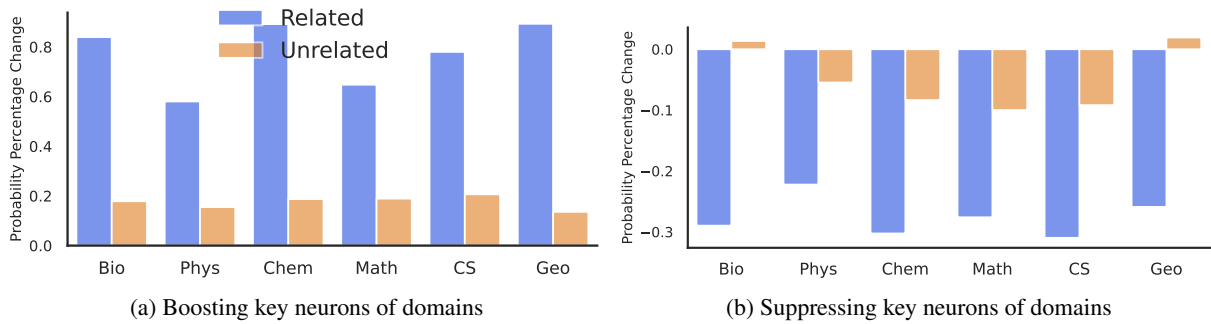 Probability Percentage Change
0.8
0.6
0.4
0.2
0.0
Related
Unrelated
Bio Phys Chem Math CS Geo
(a) Boosting key neurons of domains
Probability Percentage Change
0.0
−0.1
−0.2
−0.3
Bio Phys Chem Math CS Geo
(b) Suppressing key neurons of domains